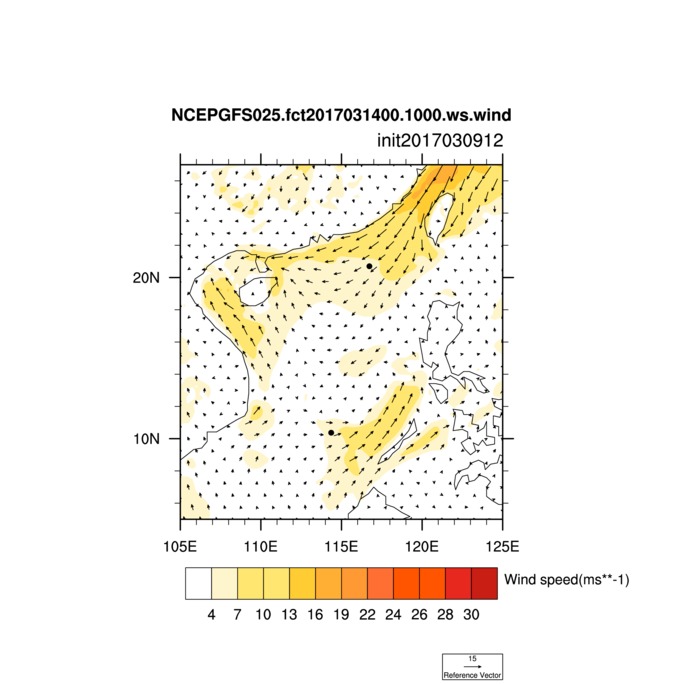 NCEPGFS025.fct2017031400.1000.ws.wind
init2017030912
20N
10N
105E 110E 115E 120E 125E
Wind speed(ms**-1)
4 7 10 13 16 19 22 24 26 28 30
15
Reference Vector